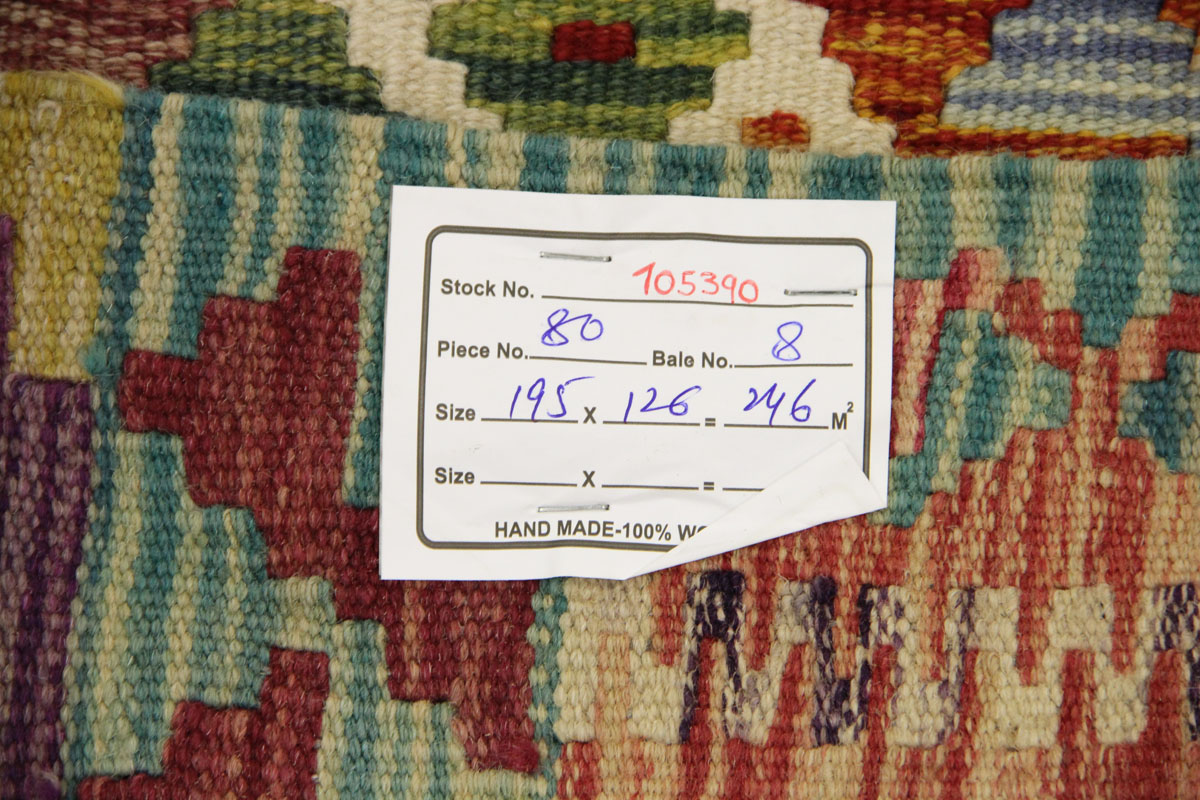 Stock No. 105390
Piece No. 80 Bale No. 8
Size 195 X 126 = 246 M²
Size X =
HAND MADE-100%